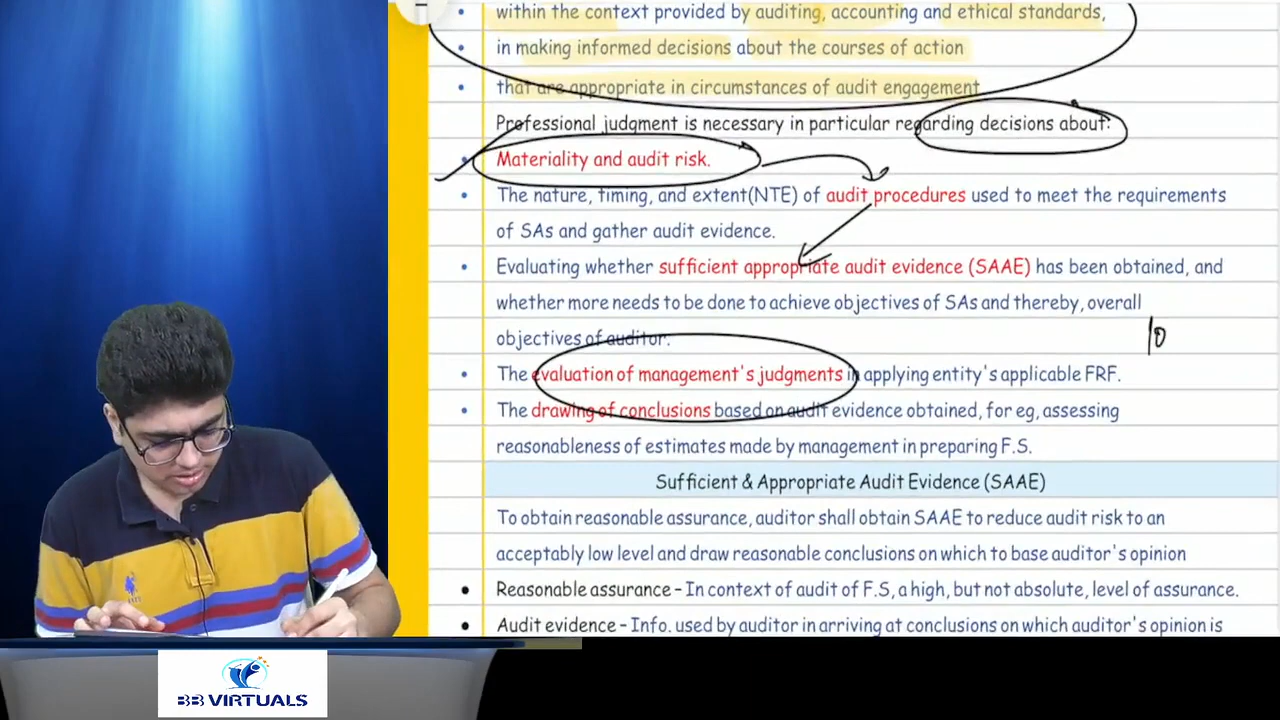 within the context provided by auditing, accounting and ethical standards,
in making informed decisions about the courses of action
that are appropriate in circumstances of audit engagement
Professional judgment is necessary in particular regarding decisions about:
Materiality and audit risk.
The nature, timing, and extent(NTE) of audit procedures used to meet the requirements
of SAs and gather audit evidence.
Evaluating whether sufficient appropriate audit evidence (SAAE) has been obtained, and
whether more needs to be done to achieve objectives of SAs and thereby, overall
objectives of auditor.
10
The evaluation of management's judgments in applying entity's applicable FRF.
The drawing of conclusions based on audit evidence obtained, for eg, assessing
reasonableness of estimates made by management in preparing F.S.
Sufficient & Appropriate Audit Evidence (SAAE)
To obtain reasonable assurance, auditor shall obtain SAAE to reduce audit risk to an
acceptably low level and draw reasonable conclusions on which to base auditor's opinion
Reasonable assurance – In context of audit of F.S, a high, but not absolute, level of assurance.
Audit evidence – Info. used by auditor in arriving at conclusions on which auditor's opinion is
BB VIRTUALS